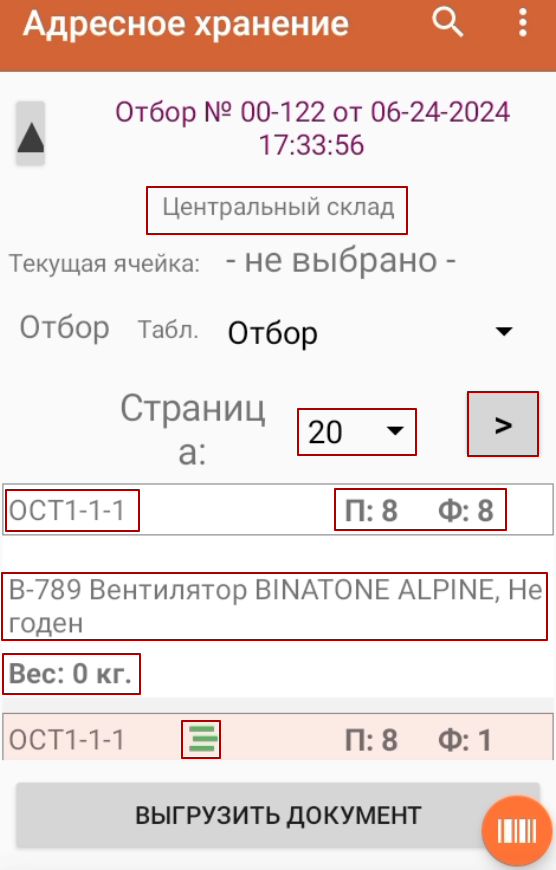 Адресное хранение
Отбор № 00-122 от 06-24-2024
17:33:56
Центральный склад
Текущая ячейка: - не выбрано -
Отбор Табл. Отбор
Страниц
а: 20 >
ОСТ1-1-1 П: 8 Ф: 8
В-789 Вентилятор BINATONE ALPINE, Не
годен
Вес: 0 кг.
ОСТ1-1-1 П: 8 Ф: 1
ВЫГРУЗИТЬ ДОКУМЕНТ